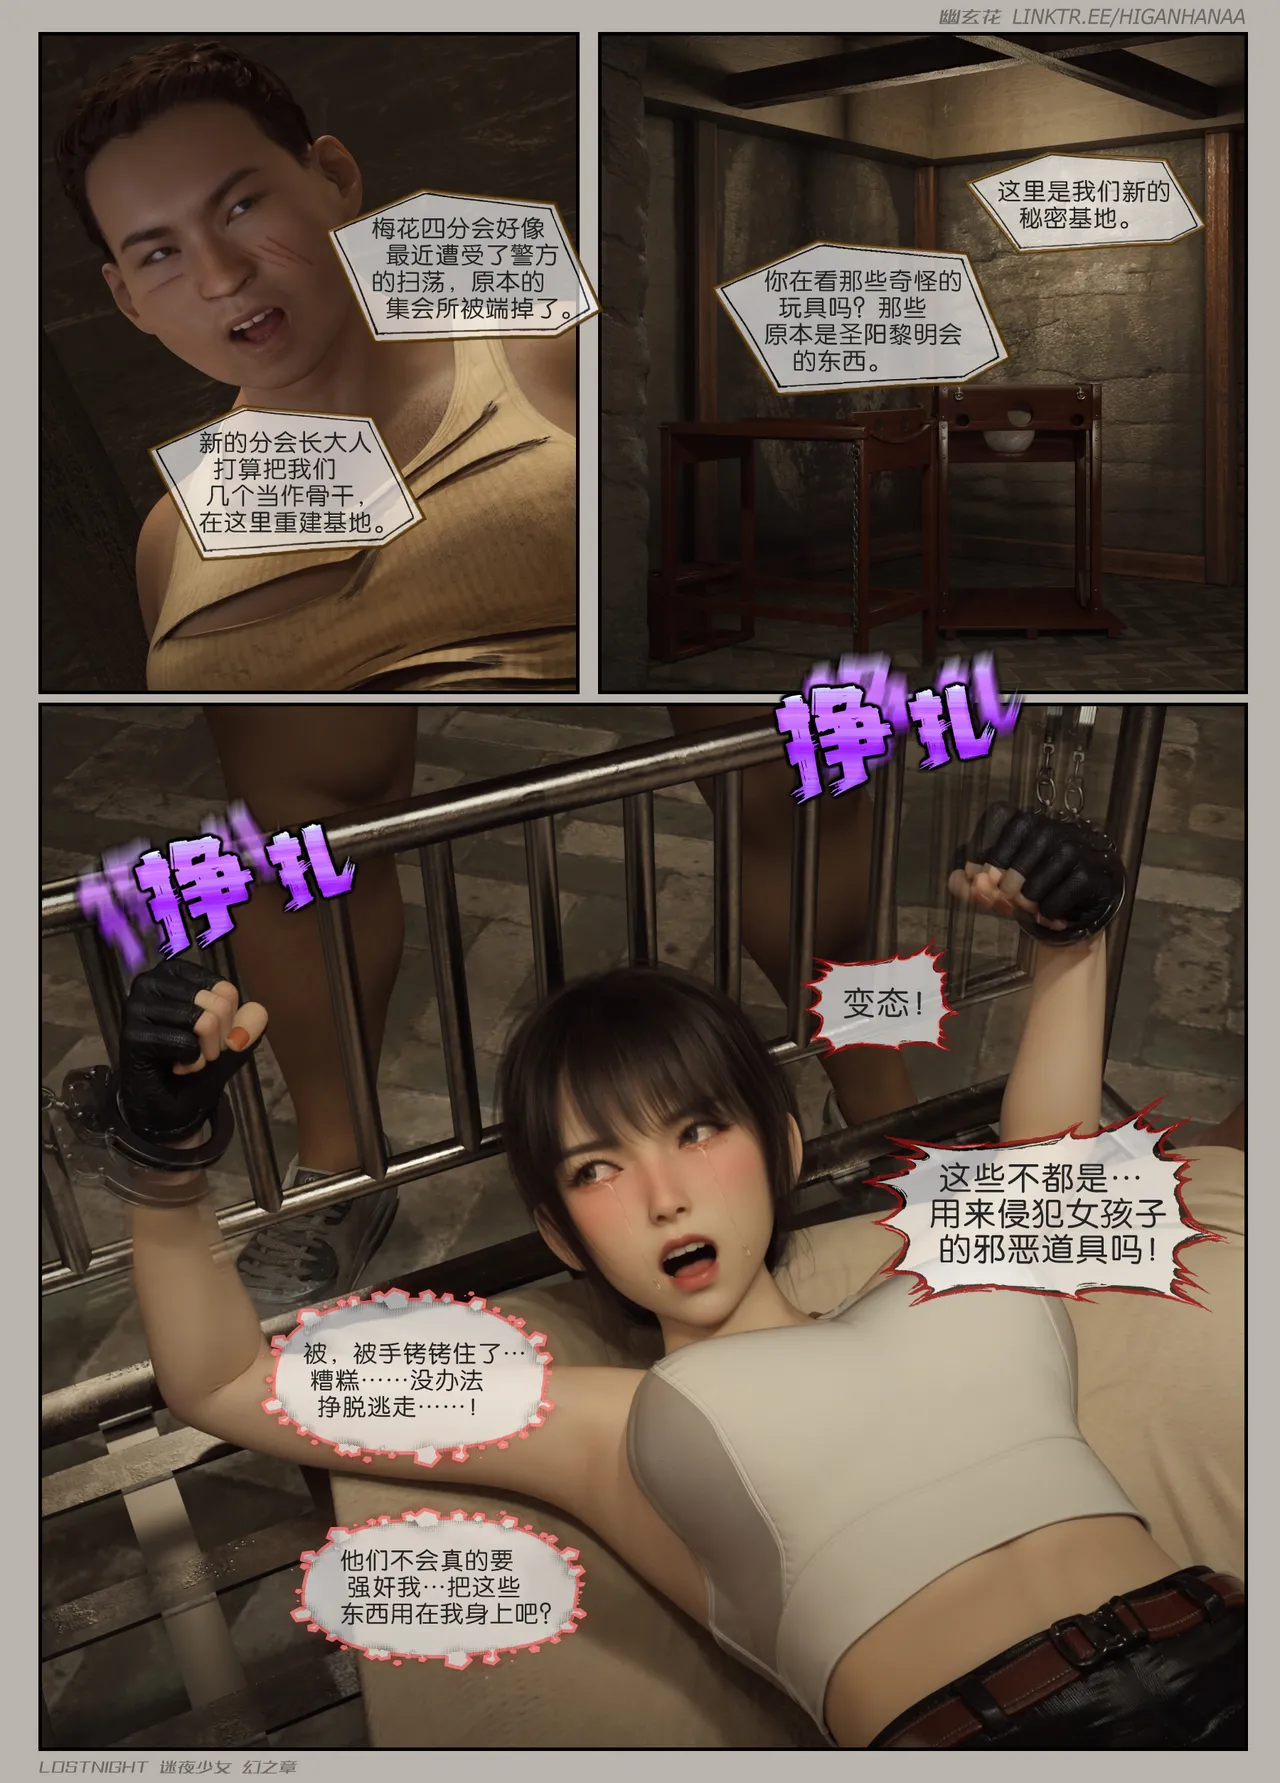 幽玄花 LINKTR.EE/HIGANHANAA
梅花四分会好像
最近遭受了警方
的扫荡，原本的
集会所被端掉了。
新的分会长大人
打算把我们
几个当作骨干，
在这里重建基地。
这里是我们新的
秘密基地。
你在看那些奇怪的
玩具吗？那些
原本是圣阳黎明会
的东西。
挣扎
挣扎
变态！
这些不都是…
用来侵犯女孩子
的邪恶道具吗！
被，被手铐铐住了…
糟糕……没办法
挣脱逃走……！
他们不会真的要
强奸我…把这些
东西用在我身上吧？
LOSTNIGHT 迷夜少女 幻之章